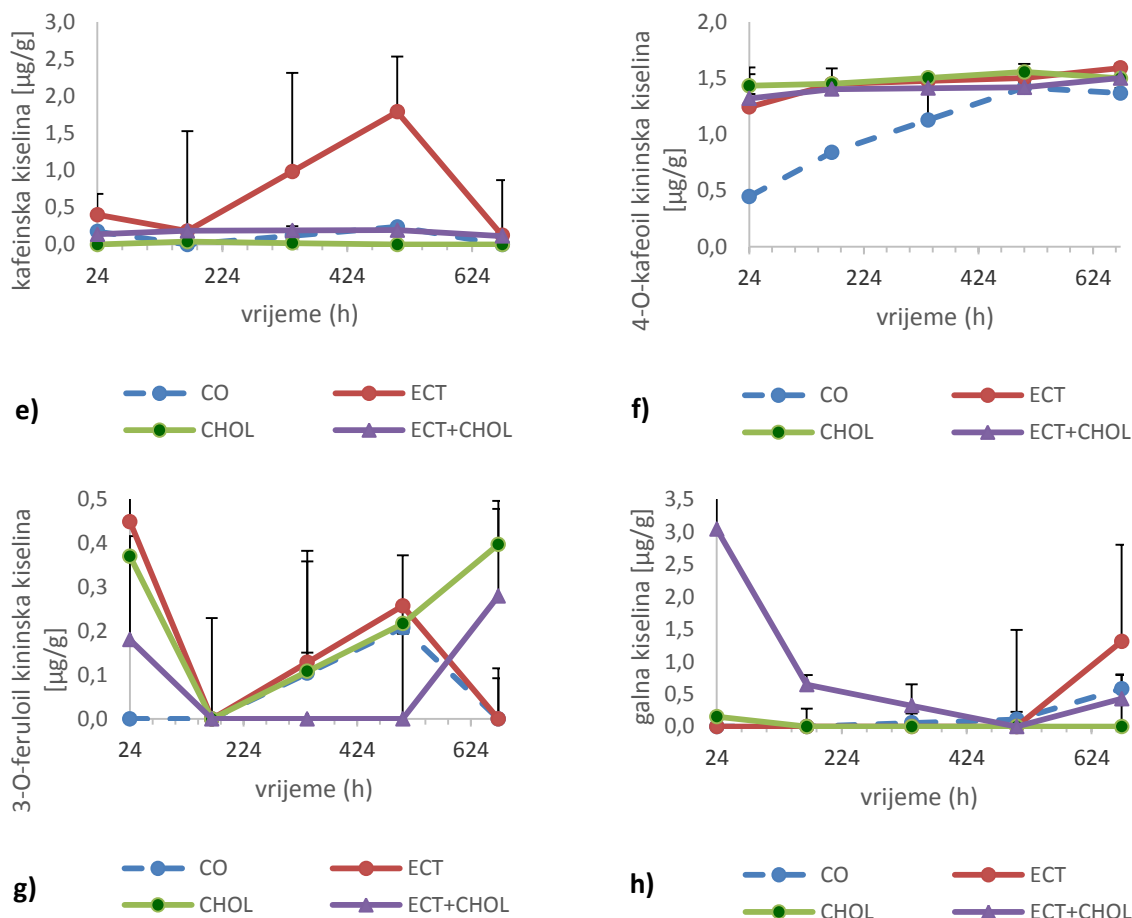 kafeinska kiselina [µg/g]
3,0
2,5
2,0
1,5
1,0
0,5
0,0
24 224 424 624
vrijeme (h)
CO ECT
CHOL ECT+CHOL
e)
4-O-kafeoil kininska kiselina
[µg/g]
2,0
1,5
1,0
0,5
0,0
24 224 424 624
vrijeme (h)
CO ECT
CHOL ECT+CHOL
f)
3-O-feruloil kininska kiselina
[µg/g]
0,5
0,4
0,3
0,2
0,1
0,0
24 224 424 624
vrijeme (h)
CO ECT
CHOL ECT+CHOL
g)
galna kiselina [µg/g]
3,5
3,0
2,5
2,0
1,5
1,0
0,5
0,0
24 224 424 624
vrijeme (h)
CO ECT
CHOL ECT+CHOL
h)